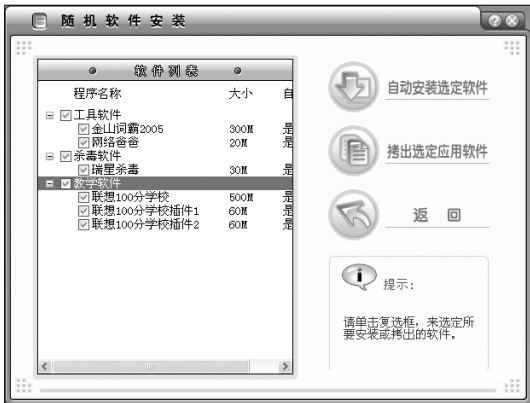 随机软件安装
软件列表
程序名称 大小 自
工具软件
金山词霸2005 300M 是
网络爸爸 20M 是
杀毒软件
瑞星杀毒 30M 是
教学软件
联想100分学校 500M 是
联想100分学校插件1 60M 是
联想100分学校插件2 60M 是
自动安装选定软件
拷出选定应用软件
返回
提示：
请单击复选框，来选定所
要安装或拷出的软件。